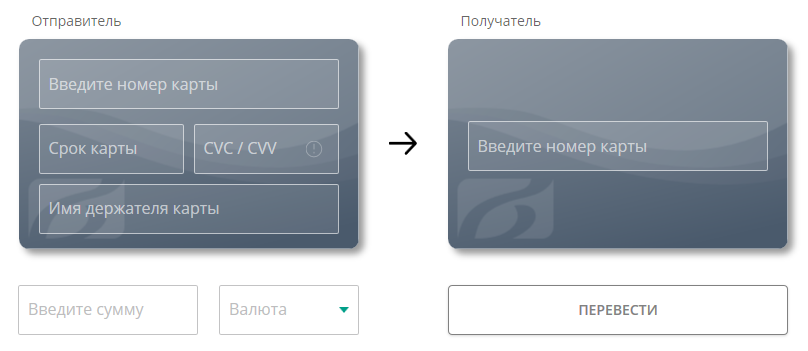 Отправитель
Получатель
Введите номер карты
Срок карты
CVC / CVV
Имя держателя карты
Введите номер карты
Введите сумму
Валюта
ПЕРЕВЕСТИ